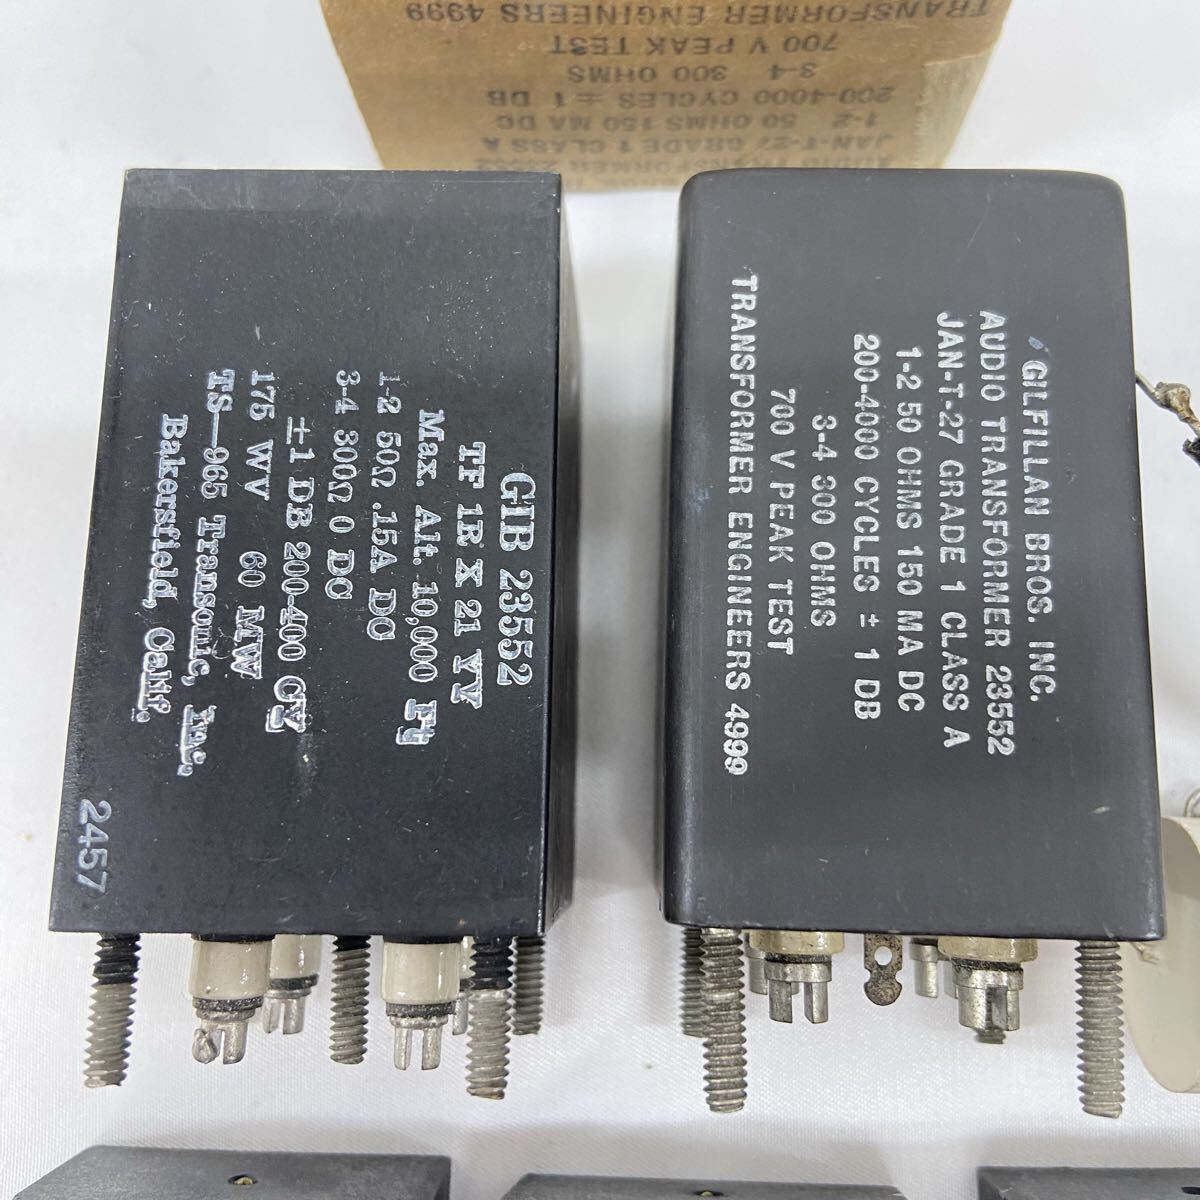 TRANSFORMER ENGINEERS 4999
700 V PEAK TEST
3-4 300 OHMS
200-4000 CYCLES ± 1 DB
1-2 50 OHMS 150 MA DC
JAN-T-27 GRADE 1 CLASS A
AUDIO TRANSFORMER 23552
GIB 23552
TF 1R X 21 YY
Max. Alt. 10,000 Ft
1-2 50Ω .15A DC
3-4 300Ω 0 DC
±1 DB 200-400 Cy
175 WV 60 MW
TS—965 Transonic, Inc.
Bakersfield, Calif.
2457
GILFILLAN BROS. INC.
AUDIO TRANSFORMER 23552
JAN-T-27 GRADE 1 CLASS A
1-2 50 OHMS 150 MA DC
200-4000 CYCLES ± 1 DB
3-4 300 OHMS
700 V PEAK TEST
TRANSFORMER ENGINEERS 4999